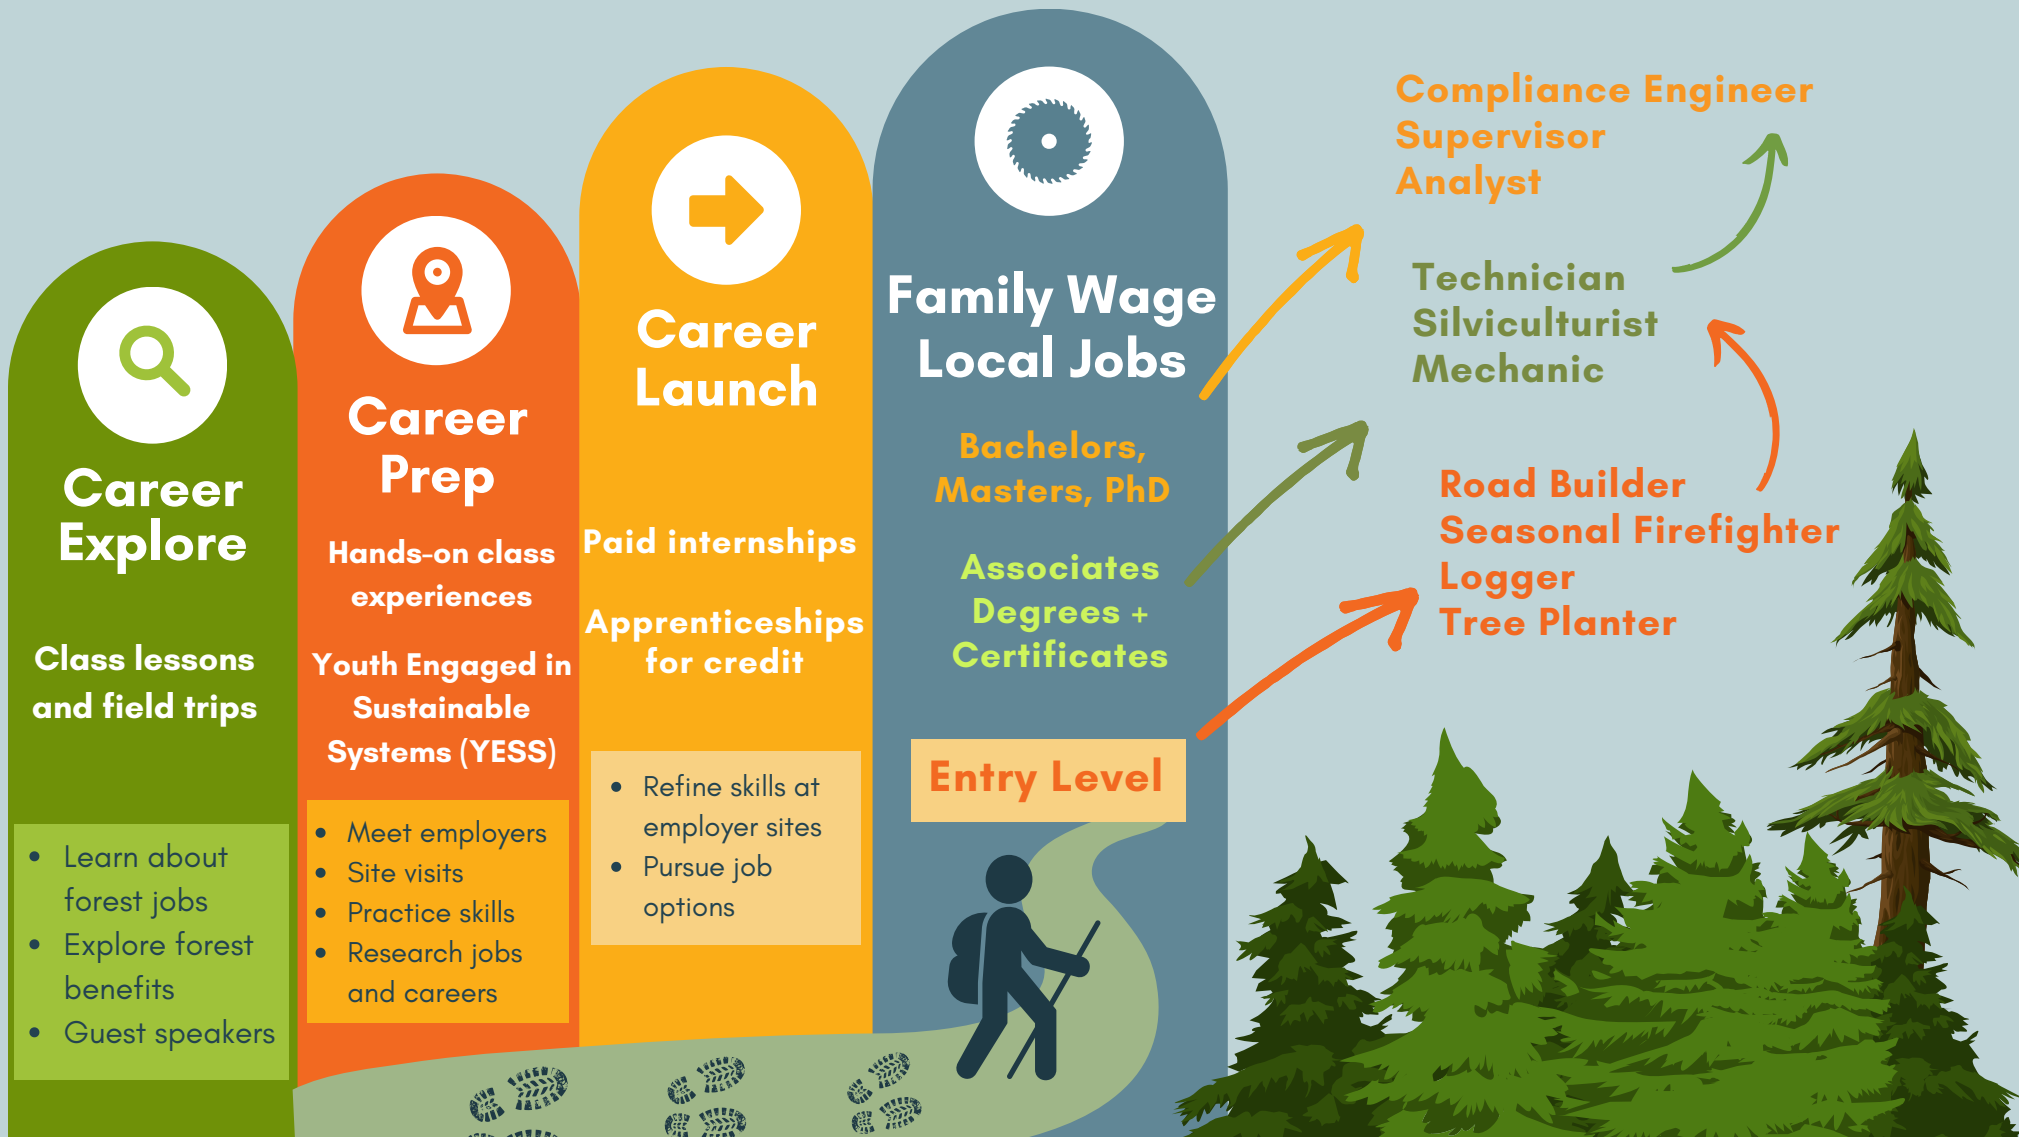 Career
Explore
Class lessons
and field trips
• Learn about
forest jobs
• Explore forest
benefits
• Guest speakers
Career
Prep
Hands-on class
experiences
Youth Engaged in
Sustainable
Systems (YESS)
• Meet employers
• Site visits
• Practice skills
• Research jobs
and careers
Career
Launch
Paid internships
Apprenticeships
for credit
• Refine skills at
employer sites
• Pursue job
options
Family Wage
Local Jobs
Bachelors,
Masters, PhD
Associates
Degrees +
Certificates
Entry Level
Compliance Engineer
Supervisor
Analyst
Technician
Silviculturist
Mechanic
Road Builder
Seasonal Firefighter
Logger
Tree Planter